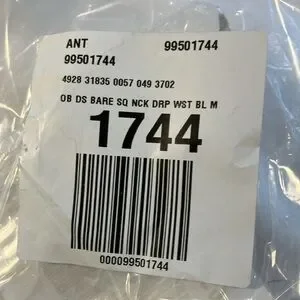 ANT 99501744
99501744
4928 31835 0057 049 3702
OB DS BARE SQ NCK DRP WST BL M
1744
000099501744